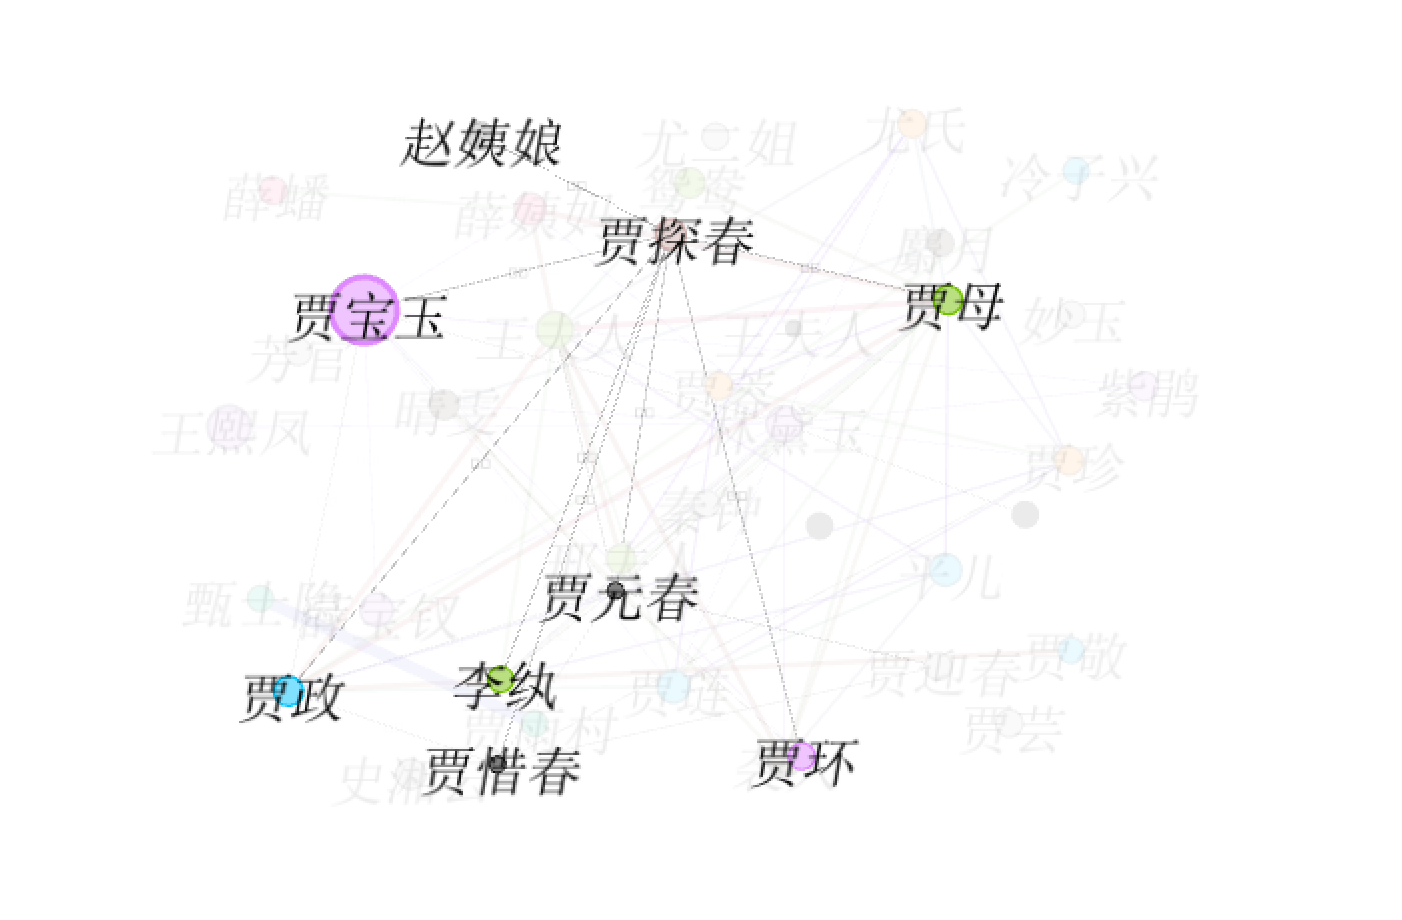 赵姨娘
尤二姐
尤氏
冷子兴
鸳鸯
薛蟠
薛姨妈
贾探春
麝月
贾宝玉
贾母
妙玉
王夫人
王夫人
芳官
贾蓉
紫鹃
晴雯
王熙凤
林黛玉
贾珍
秦钟
邢夫人
平儿
贾元春
甄士隐
薛宝钗
贾迎春
贾敬
贾政
李纨
贾琏
贾雨村
贾芸
贾惜春
贾环
史湘云